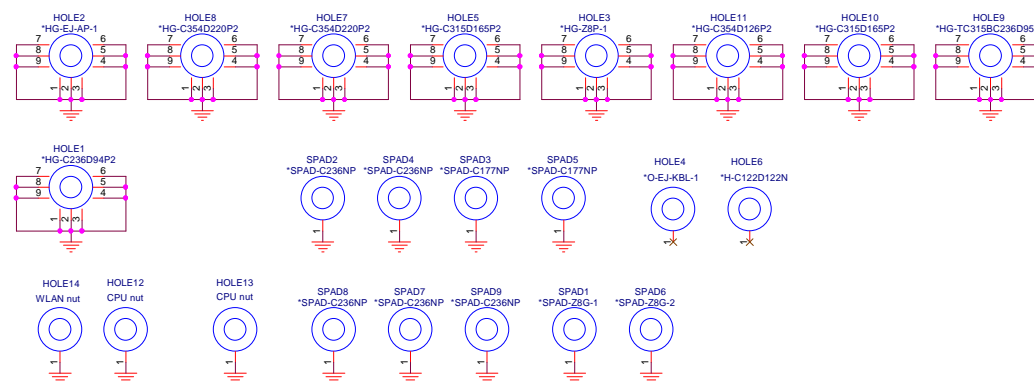 HOLE2 HOLE8 HOLE7 HOLE5 HOLE3 HOLE11 HOLE10 HOLE9
*HG-EJ-AP-1 *HG-C354D220P2 *HG-C354D220P2 *HG-C315D165P2 *HG-Z8P-1 *HG-C354D126P2 *HG-C315D165P2 *HG-TC315BC236D95
7 6 7 6 7 6 7 6 7 6 7 6 7 6 7 6
8 5 8 5 8 5 8 5 8 5 8 5 8 5 8 5
9 4 9 4 9 4 9 4 9 4 9 4 9 4 9 4
1 2 3 1 2 3 1 2 3 1 2 3 1 2 3 1 2 3 1 2 3 1 2 3
HOLE1 SPAD2 SPAD4 SPAD3 SPAD5 HOLE4 HOLE6
*HG-C236D94P2 *SPAD-C236NP *SPAD-C236NP *SPAD-C177NP *SPAD-C177NP *O-EJ-KBL-1 *H-C122D122N
7 6
8 5
9 4
1 2 3 1 1 1 1 1 1
HOLE14 HOLE12 HOLE13 SPAD8 SPAD7 SPAD9 SPAD1 SPAD6
WLAN nut CPU nut CPU nut *SPAD-C236NP *SPAD-C236NP *SPAD-C236NP *SPAD-Z8G-1 *SPAD-Z8G-2
1 1 1 1 1 1 1 1